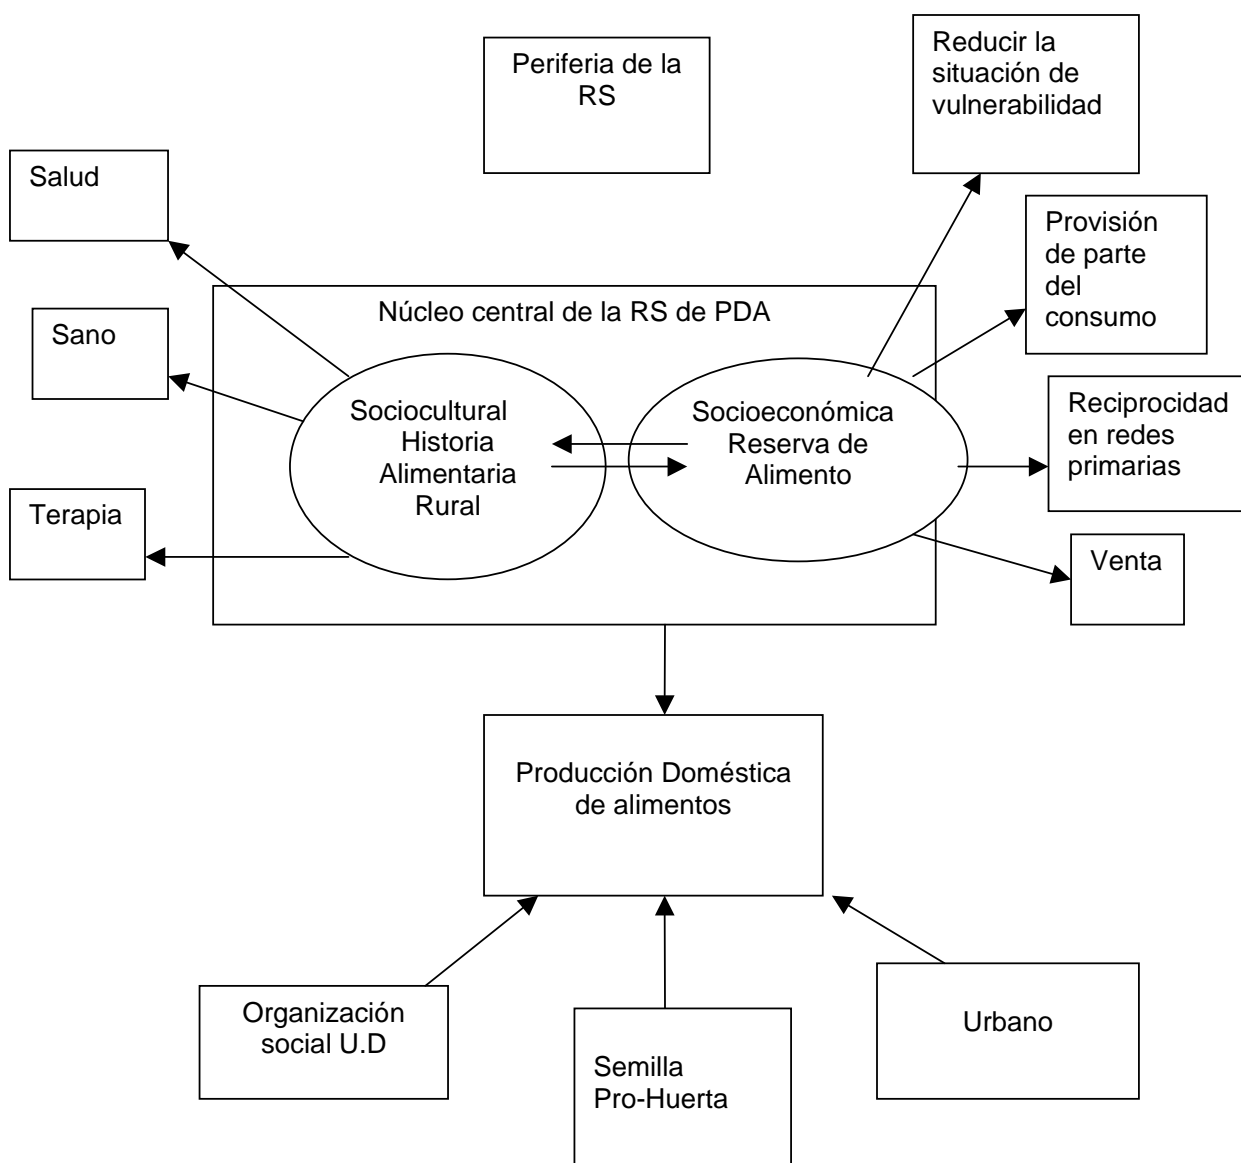 Periferia de la
RS
Reducir la
situación de
vulnerabilidad
Salud
Provisión
de parte
del
consumo
Núcleo central de la RS de PDA
Sano
Sociocultural
Historia
Alimentaria
Rural
Socioeconómica
Reserva de
Alimento
Reciprocidad
en redes
primarias
Terapia
Venta
Producción Doméstica
de alimentos
Organización
social U.D
Semilla
Pro-Huerta
Urbano